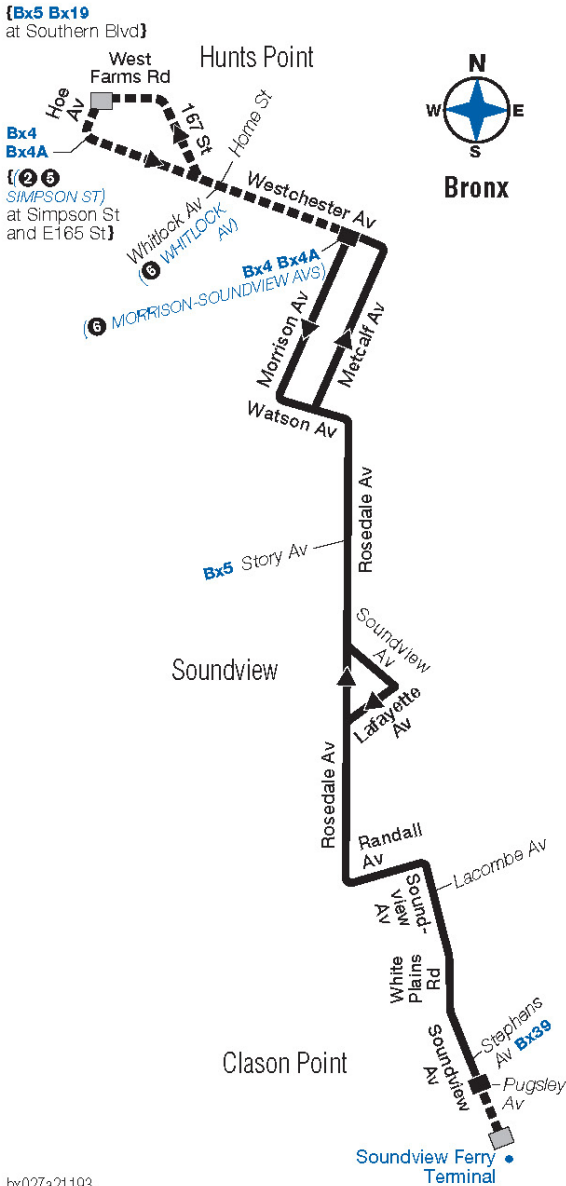 {Bx5 Bx19
at Southern Blvd}
Hunts Point
West
Farms Rd
Hoe
Av
167 St
Home St
N
W E
S
Bronx
Bx4
Bx4A
{(2 5
SIMPSON ST)
at Simpson St
and E165 St}
Westchester Av
Whitlock Av
(6 WHITLOCK
AV)
Bx4 Bx4A
(6 MORRISON-SOUNDVIEW AVS)
Morrison Av
Metcalf Av
Watson Av
Rosedale Av
Bx5 Story Av
Soundview
Av
Soundview
Lafayette
Av
Rosedale Av
Randall
Av
Lacombe Av
Sound-
view
Av
White
Plains
Rd
Stephens
Av Bx39
Soundview
Av
Clason Point
Pugsley
Av
Soundview Ferry
Terminal
bx027a21193